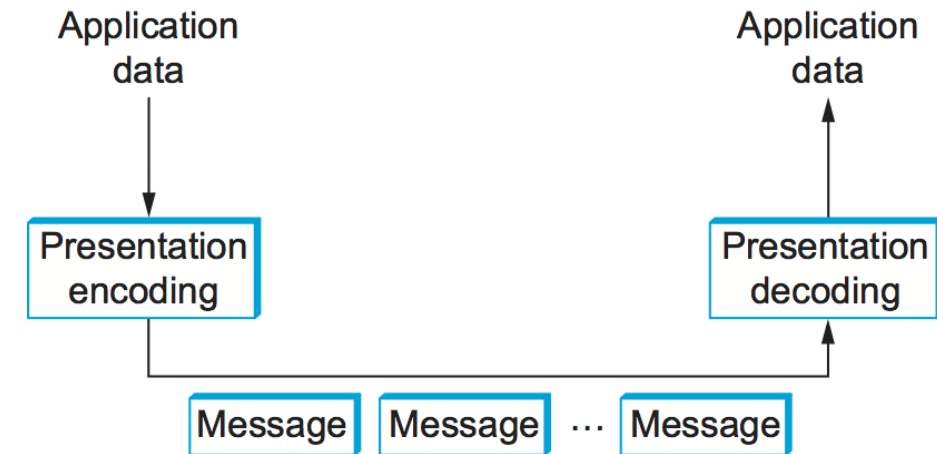 Application
data
Application
data
Presentation
encoding
Presentation
decoding
Message Message ... Message